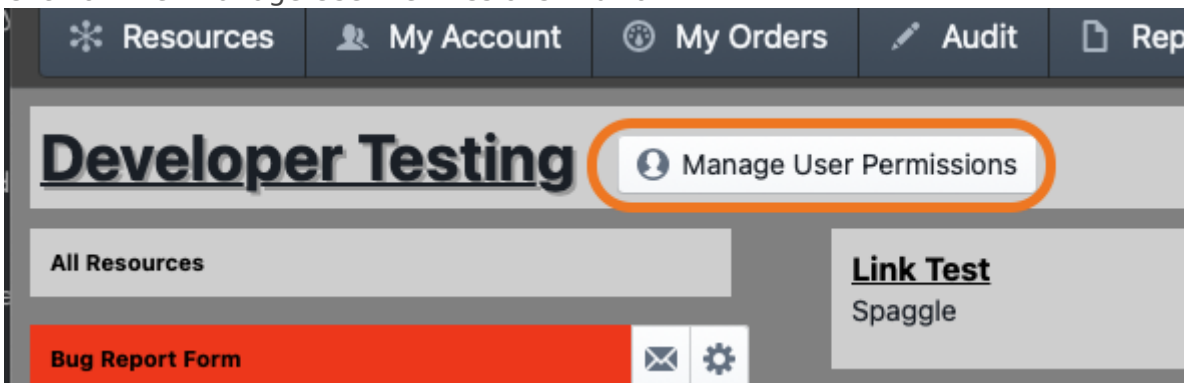 Resources My Account My Orders Audit Rep
Developer Testing Manage User Permissions
All Resources
Link Test
Spaggle
Bug Report Form